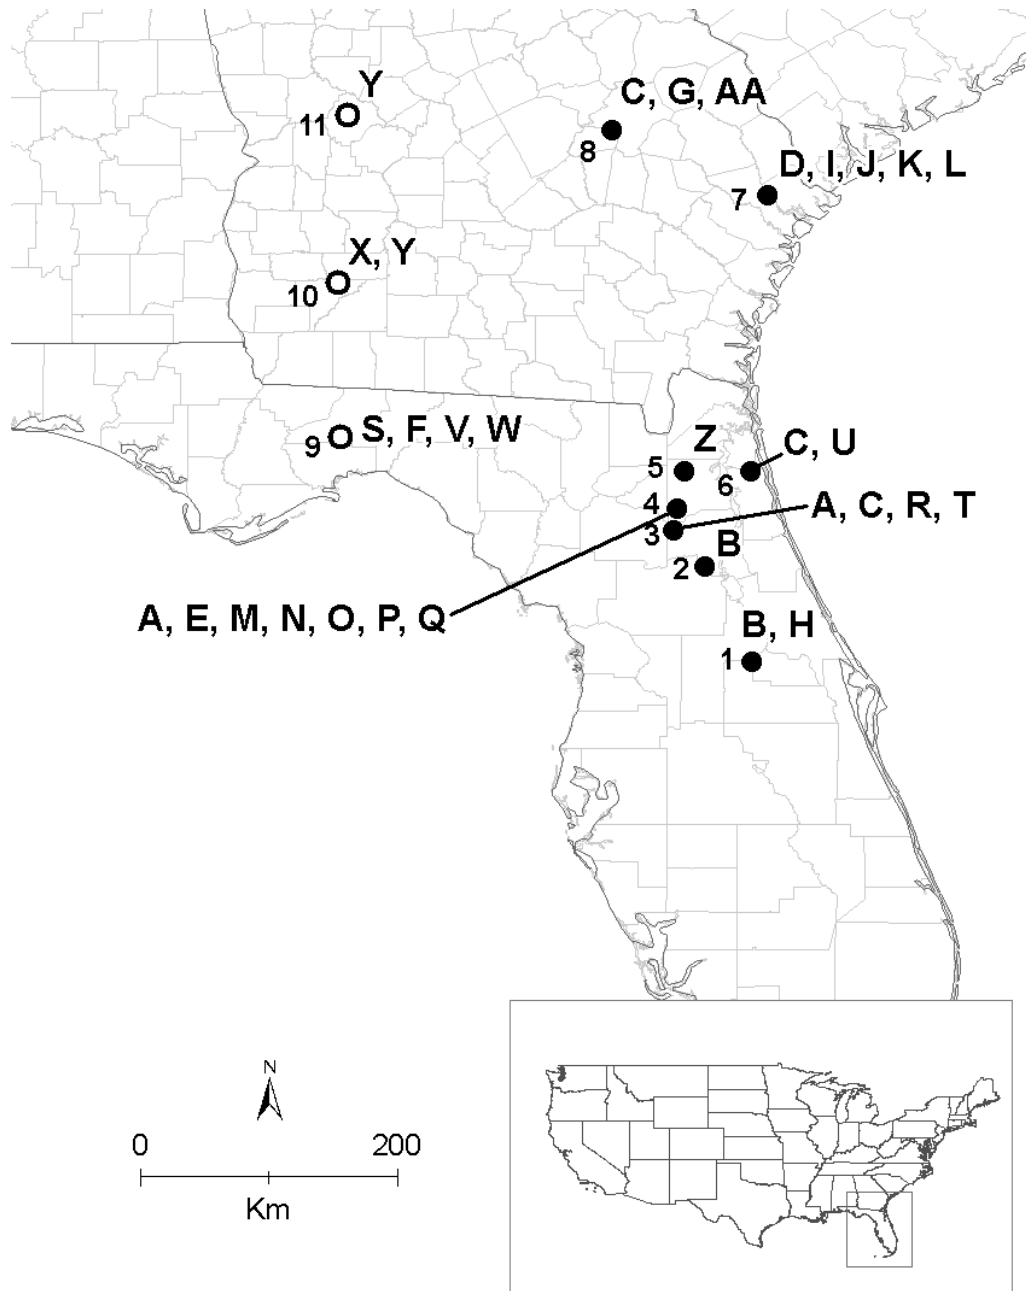 Y
11
C, G, AA
8
D, I, J, K, L
7
X, Y
10
S, F, V, W
9
Z
5
C, U
6
4
A, C, R, T
3
B
2
A, E, M, N, O, P, Q
B, H
1
N
0 200
Km